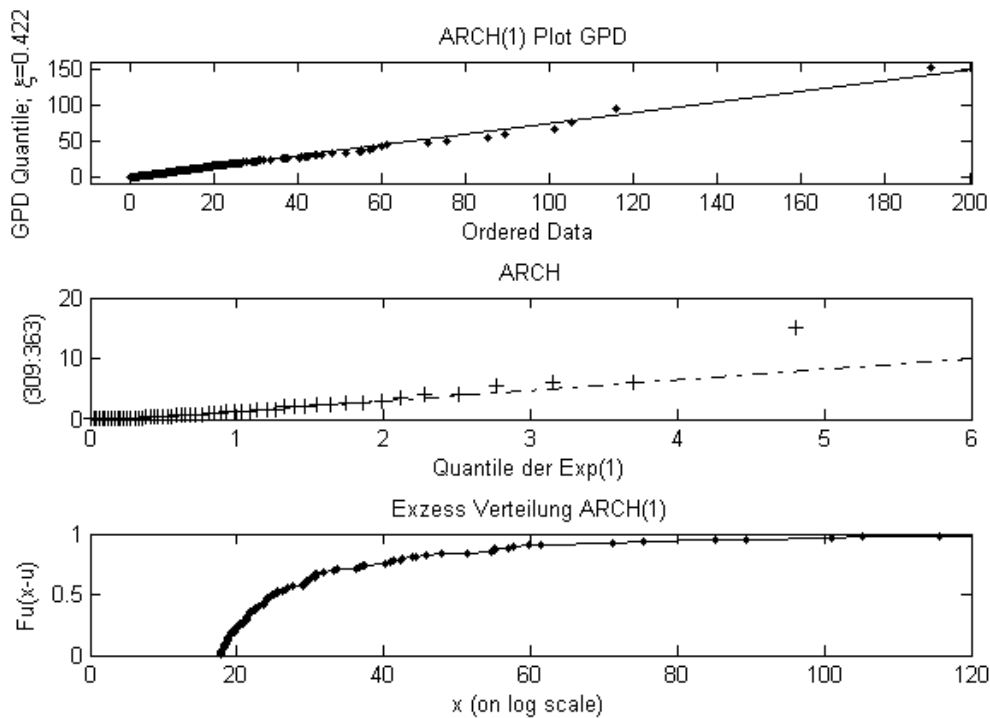 ARCH(1) Plot GPD
GPD Quantile; ξ=0.422
150
100
50
0
0 20 40 60 80 100 120 140 160 180 200
Ordered Data
ARCH
(309:363)
20
10
0
0 1 2 3 4 5 6
Quantile der Exp(1)
Exzess Verteilung ARCH(1)
Fu(x-u)
1
0.5
0
0 20 40 60 80 100 120
x (on log scale)